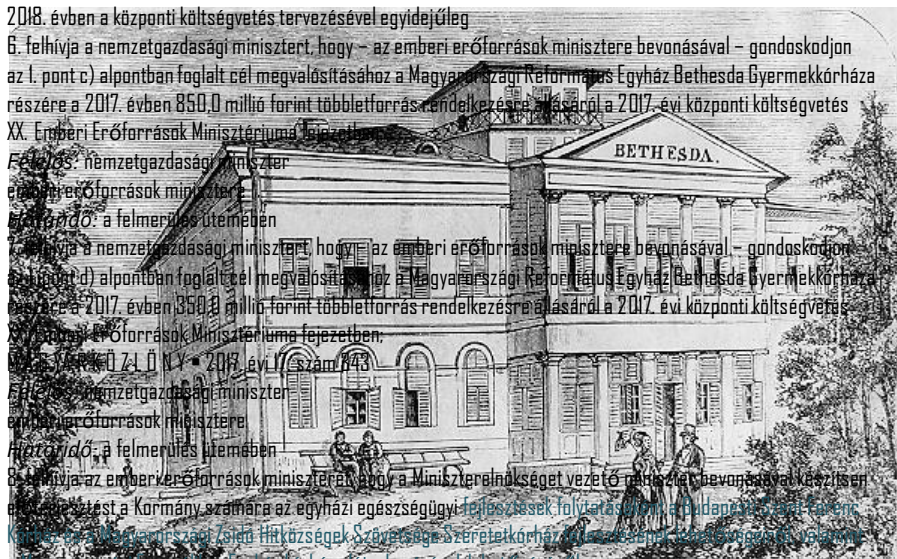 2018. évben a központi költségvetés tervezésével egyidejűleg
6. felhívja a nemzetgazdasági minisztert, hogy – az emberi erőforrások minisztere bevonásával – gondoskodjon
az 1. pont c) alpontban foglalt cél megvalósításához a Magyarországi Református Egyház Bethesda Gyermekkórháza
részére a 2017. évben 850,0 millió forint többletforrás rendelkezésre állásáról a 2017. évi központi költségvetés
XX. Emberi Erőforrások Minisztériuma fejezetben;
BETHESDA.
Felelős: nemzetgazdasági miniszter
emberi erőforrások minisztere
Határidő: a felmerülés ütemében
7. felhívja a nemzetgazdasági minisztert, hogy – az emberi erőforrások minisztere bevonásával – gondoskodjon
az 1. pont d) alpontban foglalt cél megvalósításához a Magyarországi Református Egyház Bethesda Gyermekkórháza
részére a 2017. évben 350,0 millió forint többletforrás rendelkezésre állásáról a 2017. évi központi költségvetés
XX. Emberi Erőforrások Minisztériuma fejezetben;
MAGYAR KÖZLÖNY • 2017. évi 17. szám 843
Felelős: nemzetgazdasági miniszter
emberi erőforrások minisztere
Határidő: a felmerülés ütemében
8. felhívja az emberi erőforrások miniszterét, hogy a Miniszterelnökséget vezető miniszter bevonásával készítsen
előterjesztést a Kormány számára az egyházi egészségügyi fejlesztések folytatásaként a Budapesti Szent Ferenc
Kórház és a Magyarországi Zsidó Hitközségek Szövetsége Szeretetkórház